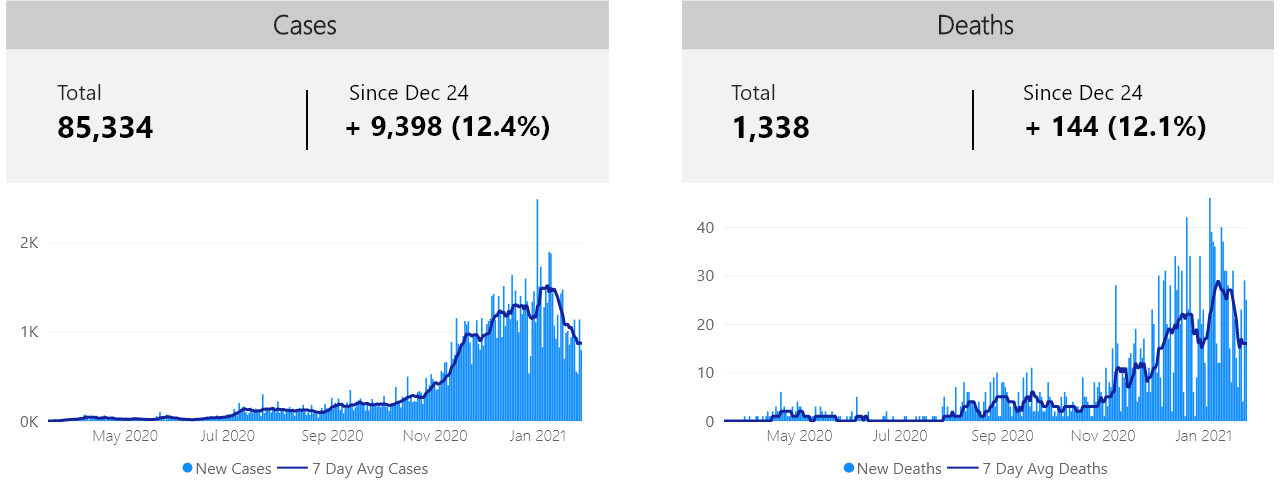 Cases
Total
85,334
Since Dec 24
+ 9,398 (12.4%)
2K
1K
0K
May 2020 Jul 2020 Sep 2020 Nov 2020 Jan 2021
New Cases 7 Day Avg Cases
Deaths
Total
1,338
Since Dec 24
+ 144 (12.1%)
40
30
20
10
0
May 2020 Jul 2020 Sep 2020 Nov 2020 Jan 2021
New Deaths 7 Day Avg Deaths